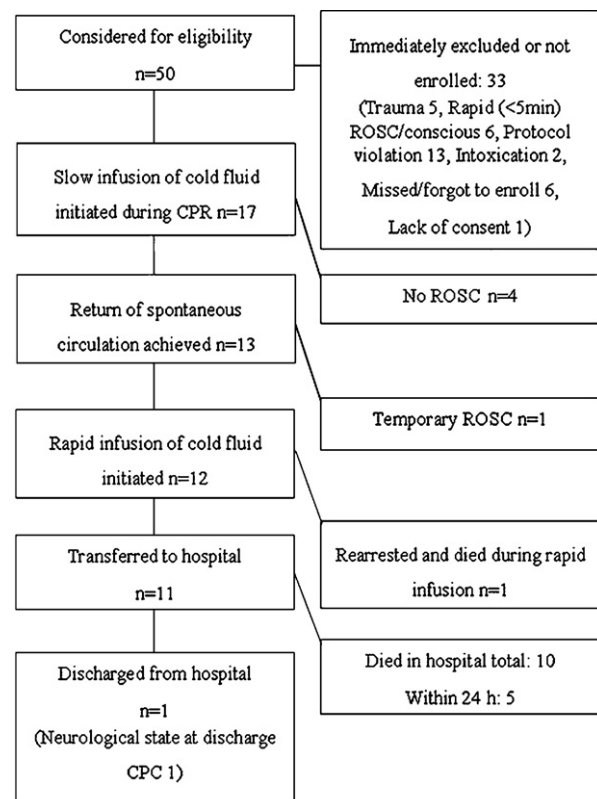 Considered for eligibility
n=50
Immediately excluded or not
enrolled: 33
(Trauma 5, Rapid (<5min)
ROSC/conscious 6, Protocol
violation 13, Intoxication 2,
Missed/forgot to enroll 6,
Lack of consent 1)
Slow infusion of cold fluid
initiated during CPR n=17
No ROSC n=4
Return of spontaneous
circulation achieved n=13
Temporary ROSC n=1
Rapid infusion of cold fluid
initiated n=12
Rearrested and died during rapid
infusion n=1
Transferred to hospital
n=11
Died in hospital total: 10
Within 24 h: 5
Discharged from hospital
n=1
(Neurological state at discharge
CPC 1)